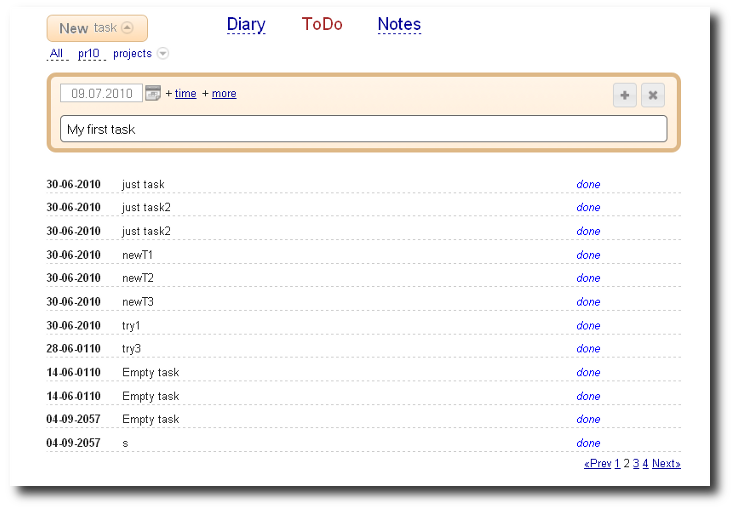 New task Diary ToDo Notes
All pr10 projects
09.07.2010 + time + more
My first task
30-06-2010 just task done
30-06-2010 just task2 done
30-06-2010 just task2 done
30-06-2010 newT1 done
30-06-2010 newT2 done
30-06-2010 newT3 done
30-06-2010 try1 done
28-06-0110 try3 done
14-06-0110 Empty task done
14-06-0110 Empty task done
04-09-2057 Empty task done
04-09-2057 s done
«Prev 1 2 3 4 Next»